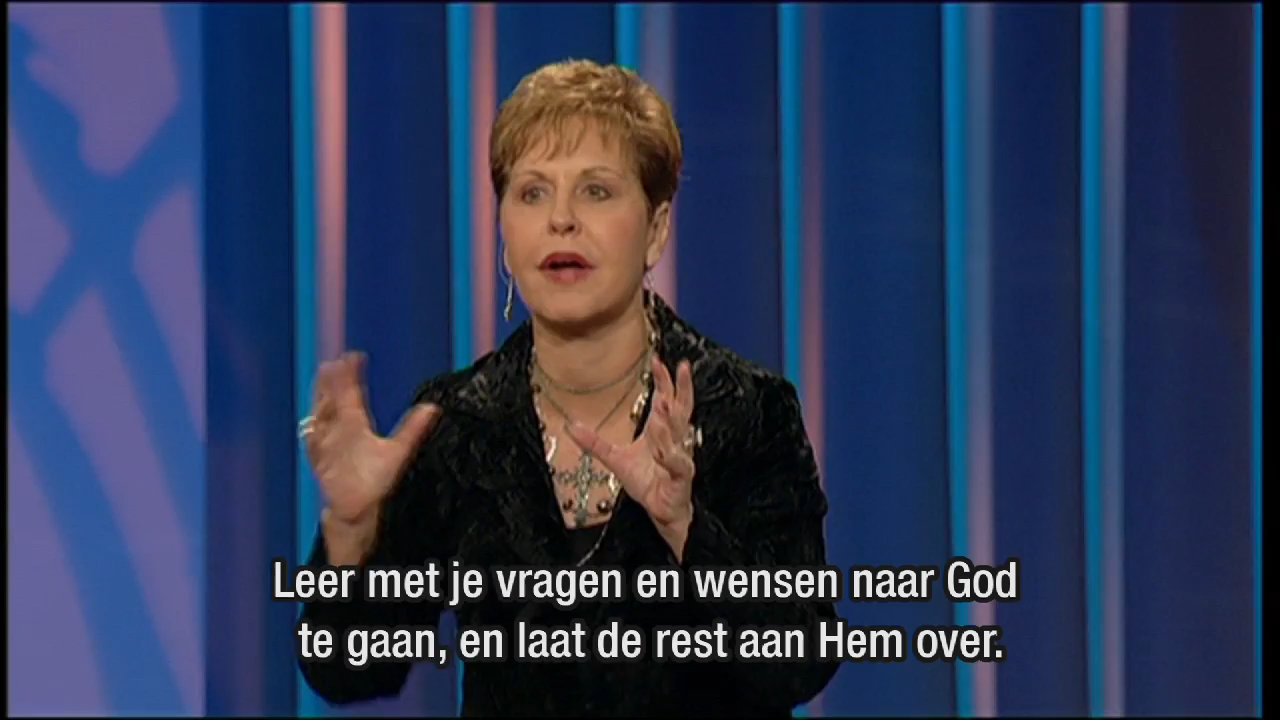 Leer met je vragen en wensen naar God
te gaan, en laat de rest aan Hem over.